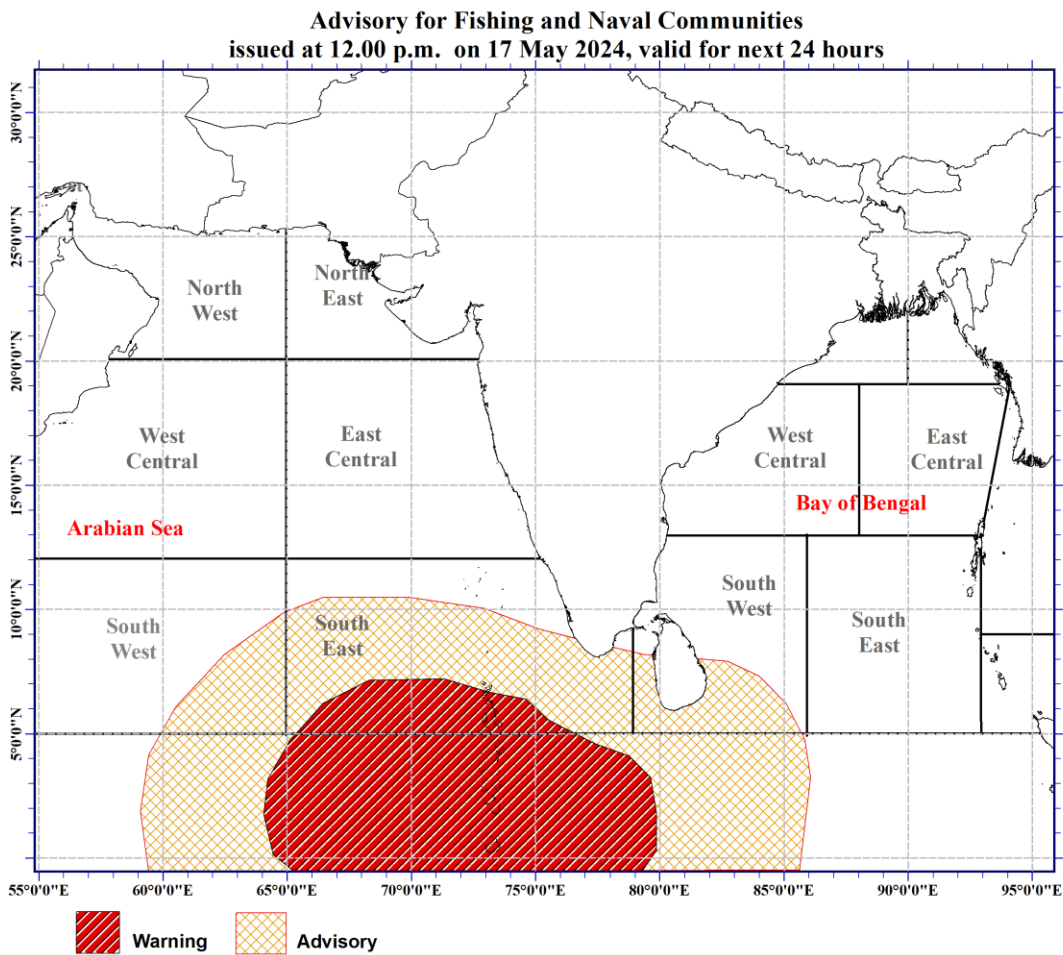 Advisory for Fishing and Naval Communities
issued at 12.00 p.m. on 17 May 2024, valid for next 24 hours
30°0'0"N
25°0'0"N
20°0'0"N
15°0'0"N
10°0'0"N
5°0'0"N
North
West
North
East
West
Central
East
Central
Arabian Sea
South
West
South
East
West
Central
East
Central
Bay of Bengal
South
West
South
East
55°0'0"E
60°0'0"E
65°0'0"E
70°0'0"E
75°0'0"E
80°0'0"E
85°0'0"E
90°0'0"E
95°0'0"E
Warning
Advisory